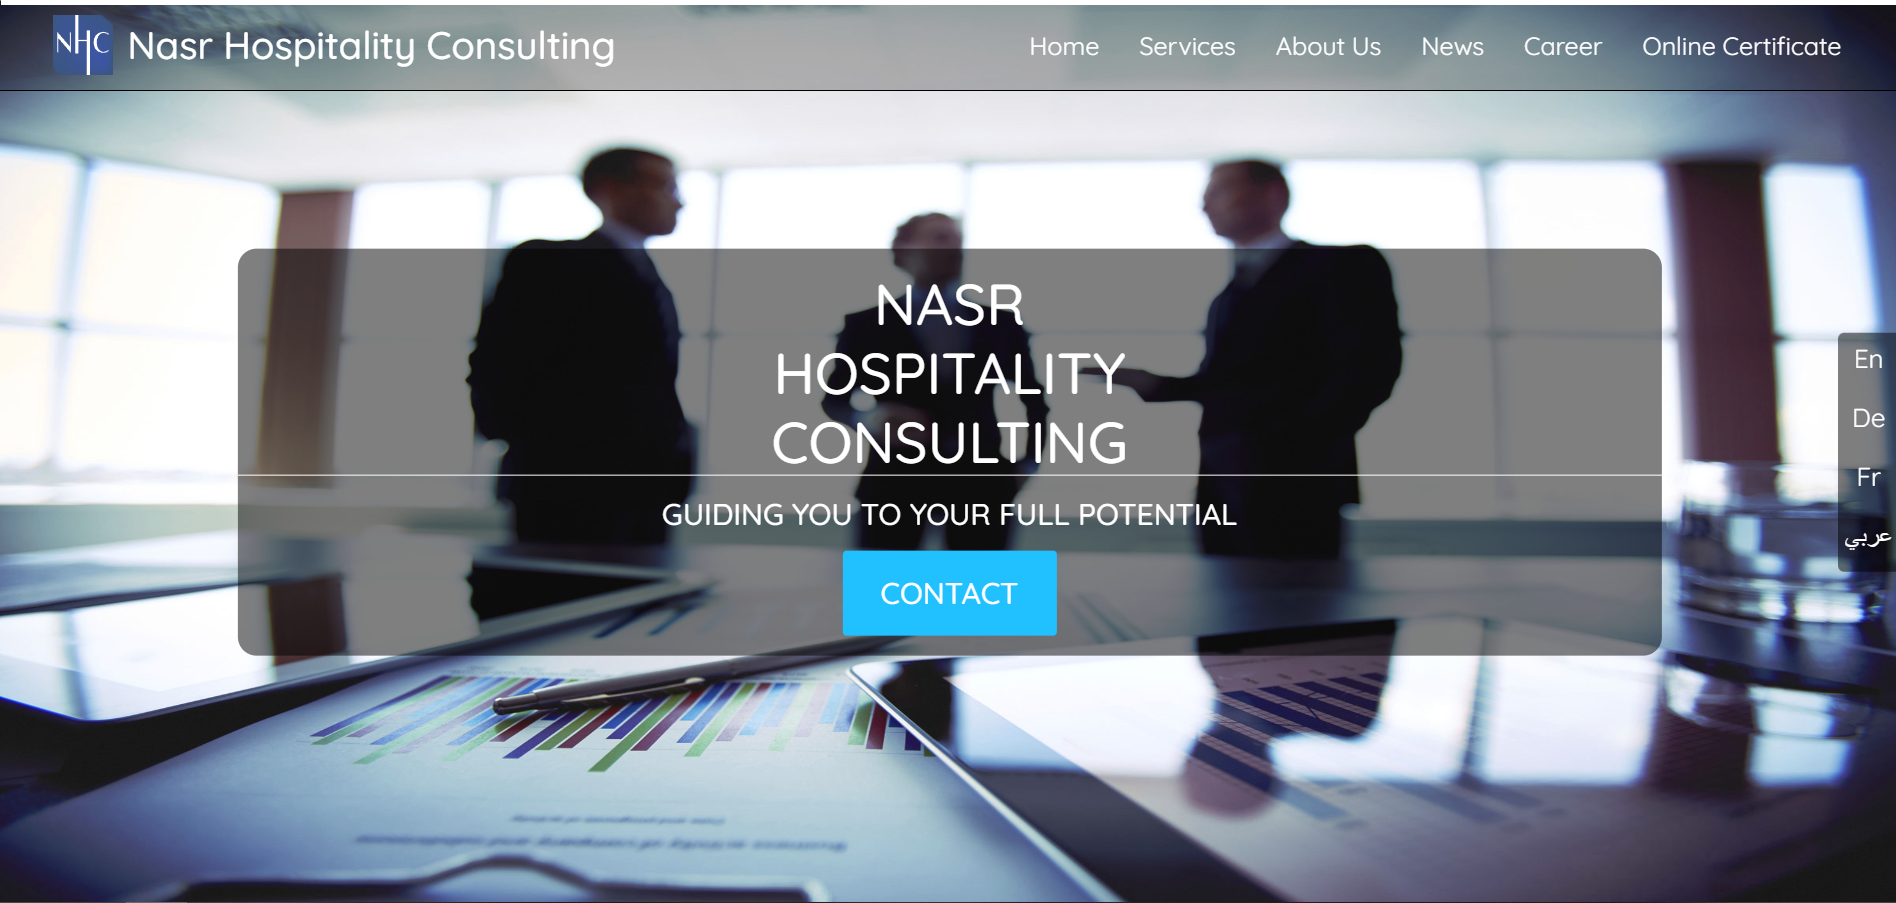 NHC
Nasr Hospitality Consulting
Home Services About Us News Career Online Certificate
NASR
HOSPITALITY
CONSULTING
GUIDING YOU TO YOUR FULL POTENTIAL
CONTACT
En
De
Fr
عربي